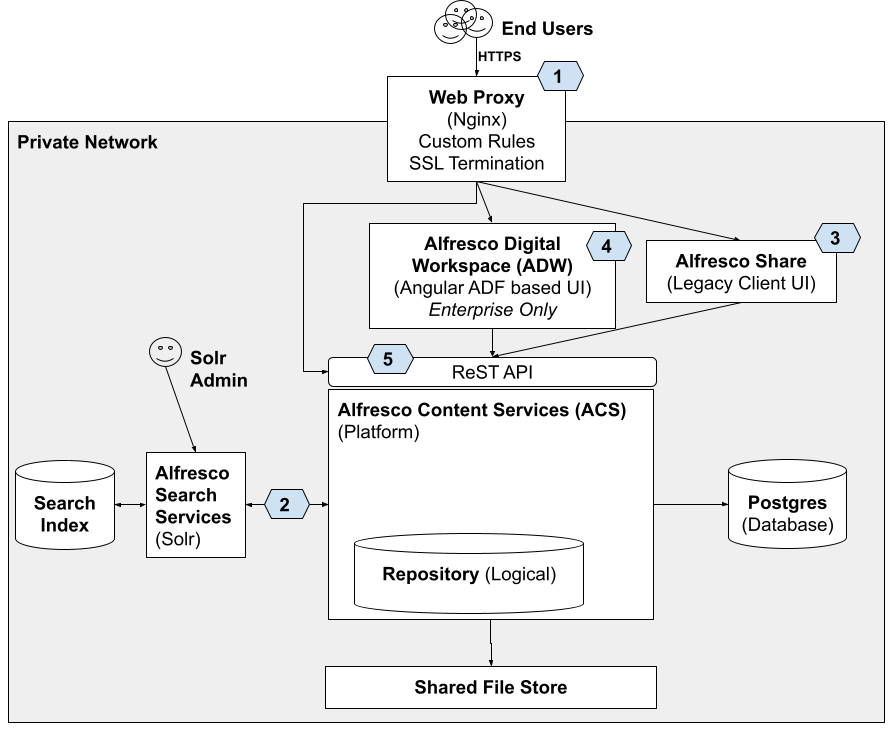 End Users
HTTPS
1
Web Proxy
(Nginx)
Custom Rules
SSL Termination
Private Network
4
Alfresco Digital
Workspace (ADW)
(Angular ADF based UI)
Enterprise Only
3
Alfresco Share
(Legacy Client UI)
Solr
Admin
5
ReST API
Alfresco Content Services (ACS)
(Platform)
Search
Index
Alfresco
Search
Services
(Solr)
2
Postgres
(Database)
Repository (Logical)
Shared File Store